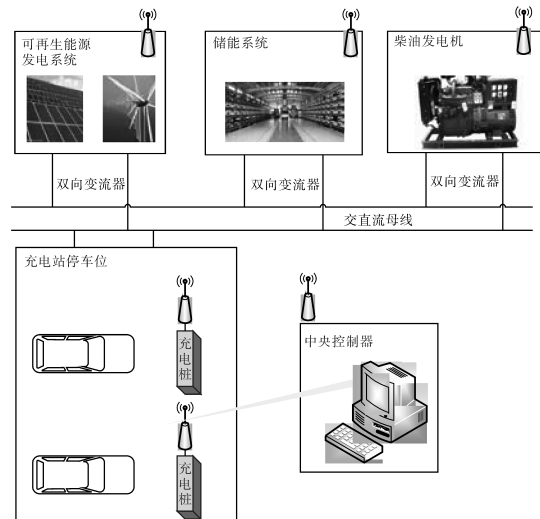 可再生能源
发电系统
储能系统
柴油发电机
双向变流器
双向变流器
双向变流器
交直流母线
充电站停车位
充电桩
中央控制器
充电桩